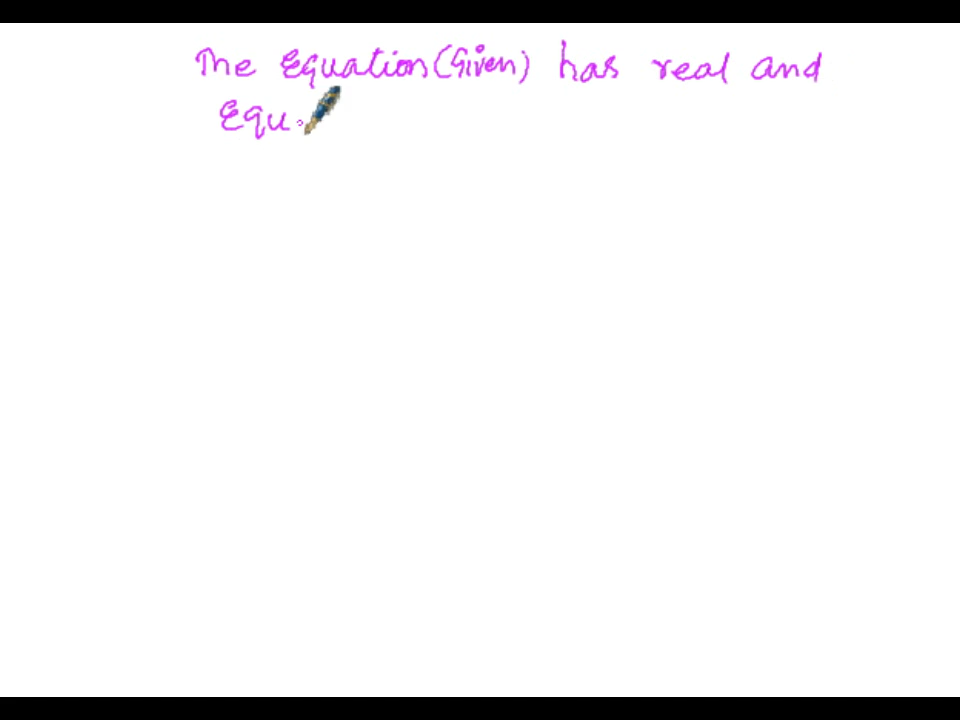 The Equation (Given) has real and
Equ